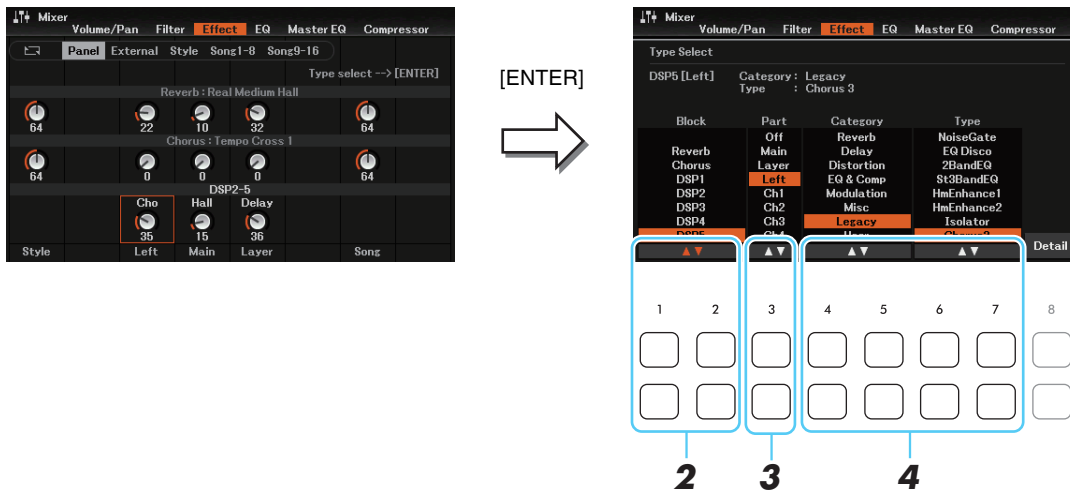 Mixer
Volume/Pan Filter Effect EQ Master EQ Compressor
Panel External Style Song1-8 Song9-16
Type select --> [ENTER]
Reverb : Real Medium Hall
64 22 10 32 64
Chorus : Tempo Cross 1
64 0 0 0 64
DSP2-5
Cho Hall Delay
35 15 36
Style Left Main Layer Song
[ENTER]
Mixer
Volume/Pan Filter Effect EQ Master EQ Compressor
Type Select
DSP5 [Left] Category : Legacy
Type : Chorus 3
Block Part Category Type
Off Reverb NoiseGate
Reverb Main Delay EQ Disco
Chorus Layer Distortion 2BandEQ
DSP1 Left EQ & Comp St3BandEQ
DSP2 Ch1 Modulation HmEnhance1
DSP3 Ch2 Misc HmEnhance2
DSP4 Ch3 Legacy Isolator
DSP5 Ch4 User Chorus3
Detail
1 2 3 4 5 6 7 8
2 3 4